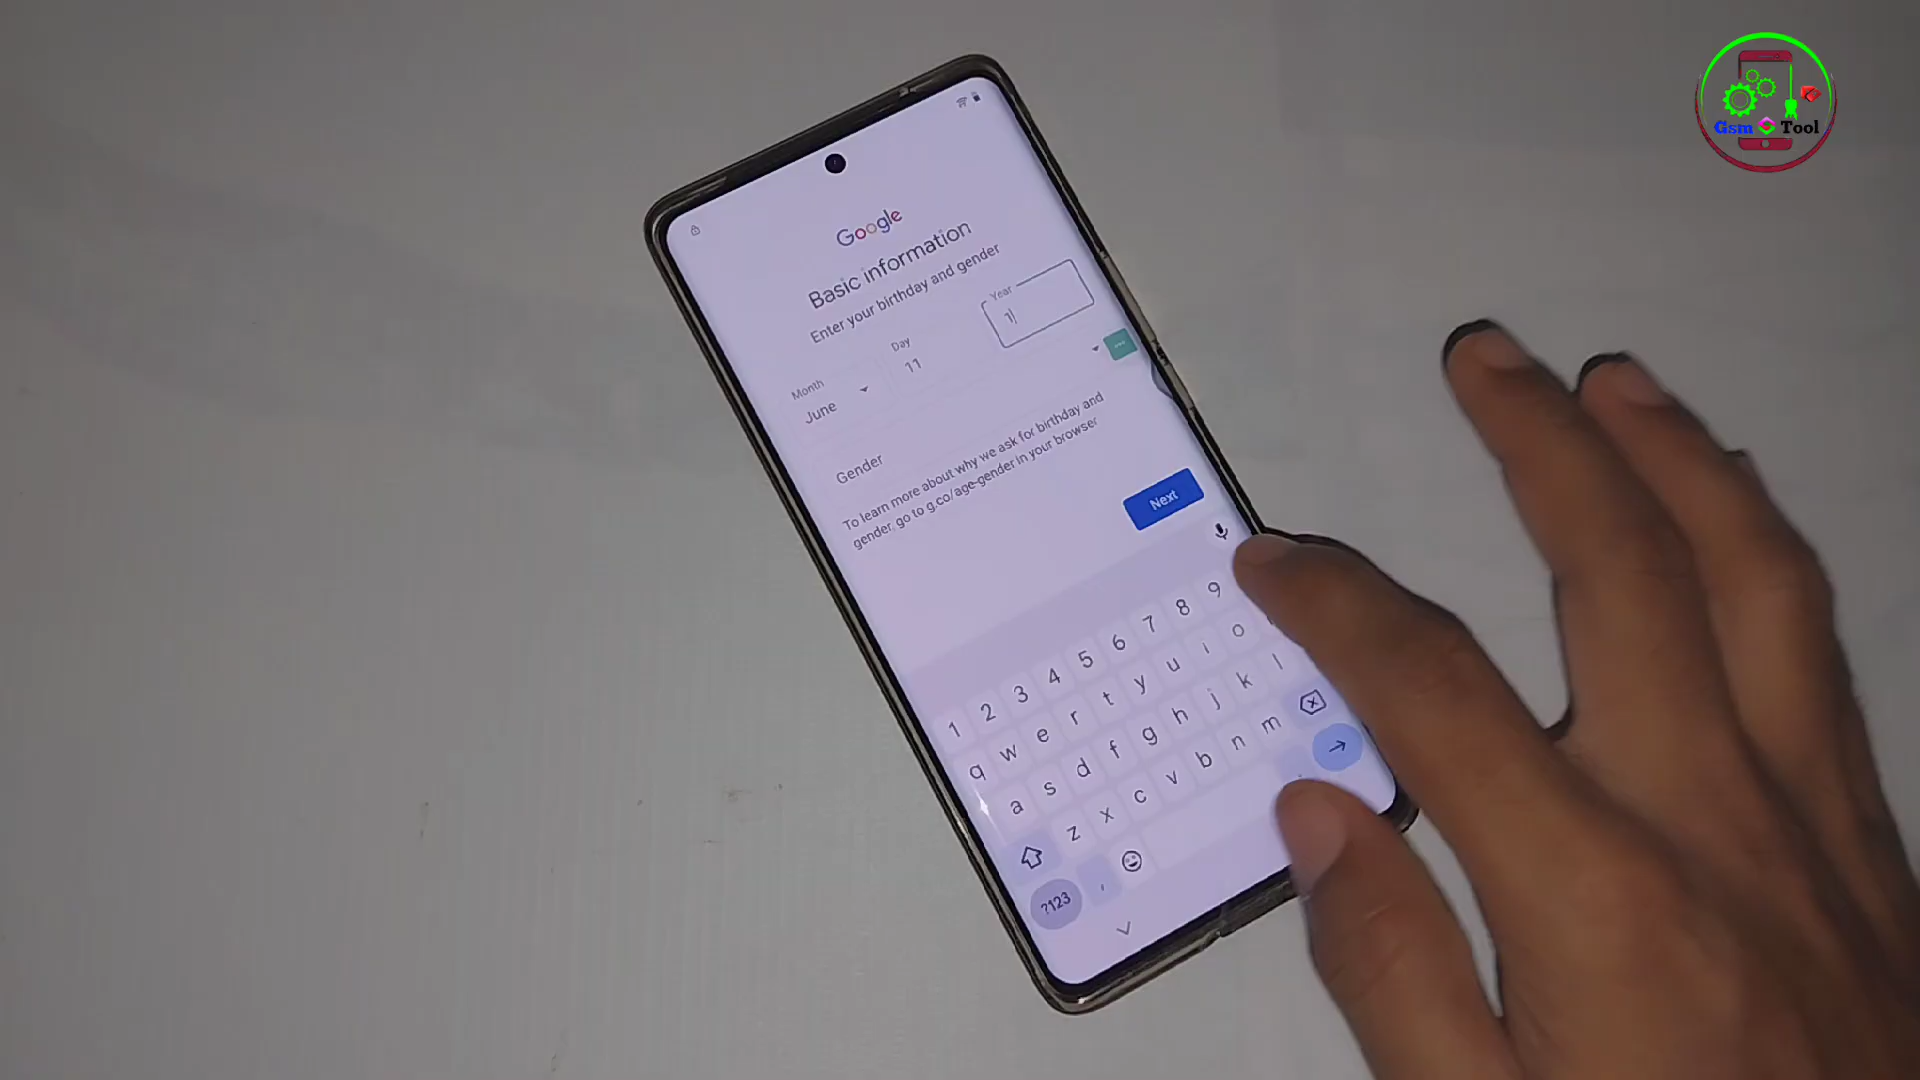 Gsm Tool
Google
Basic information
Enter your birthday and gender
Month
June
Day
11
Year
1
Gender
To learn more about why we ask for birthday and
gender, go to g.co/age-gender in your browser
Next
1 2 3 4 5 6 7 8 9
q w e r t y u i o
a s d f g h j k l
z x c v b n m
?123 ,